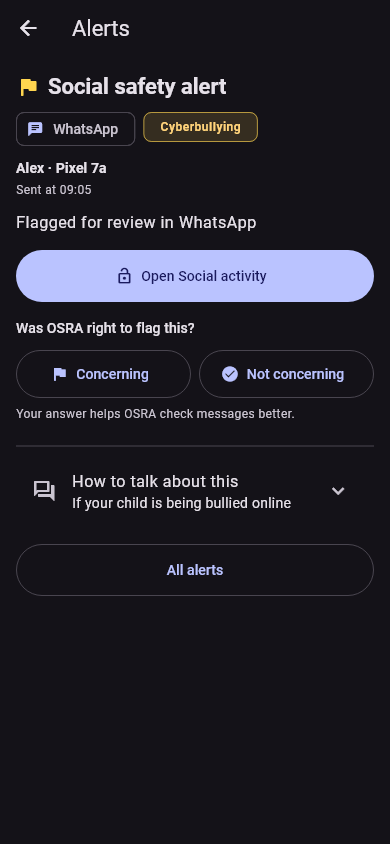 Alerts
Social safety alert
WhatsApp
Cyberbullying
Alex · Pixel 7a
Sent at 09:05
Flagged for review in WhatsApp
Open Social activity
Was OSRA right to flag this?
Concerning
Not concerning
Your answer helps OSRA check messages better.
How to talk about this
If your child is being bullied online
All alerts